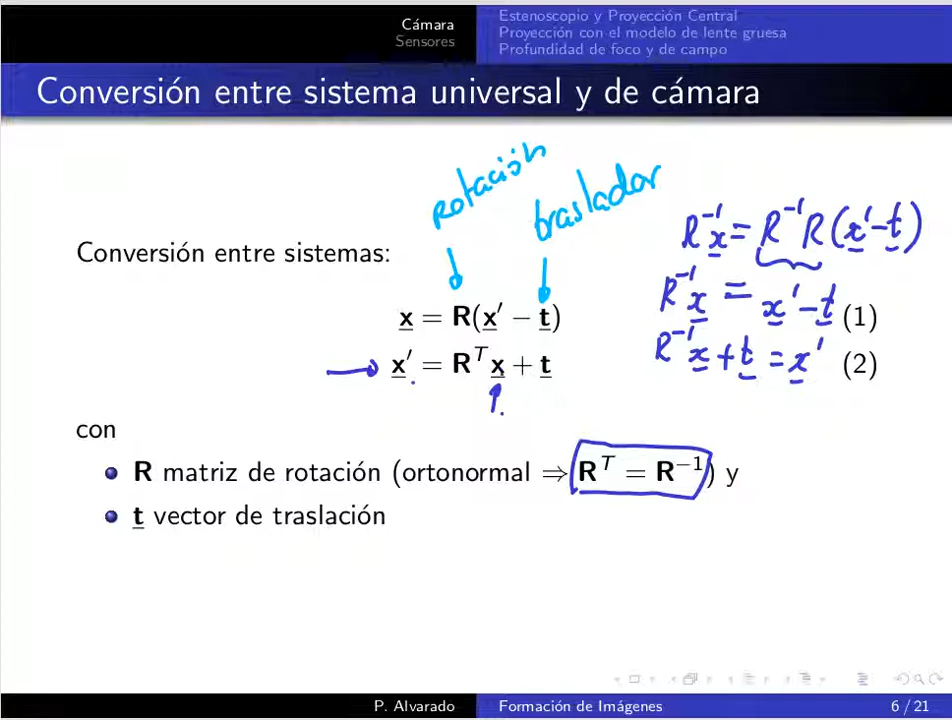 Cámara
Sensores
Estenoscopio y Proyección Central
Proyección con el modelo de lente gruesa
Profundidad de foco y de campo
Conversión entre sistema universal y de cámara
rotación
traslador
Conversión entre sistemas:
x = R(x′ − t) (1)
x′ = Rᵀx + t (2)
R⁻¹x = R⁻¹R(x′−t)
R⁻¹x = x′−t
R⁻¹x + t = x′
con
R matriz de rotación (ortonormal ⇒ Rᵀ = R⁻¹) y
t vector de traslación
P. Alvarado
Formación de Imágenes
6 / 21